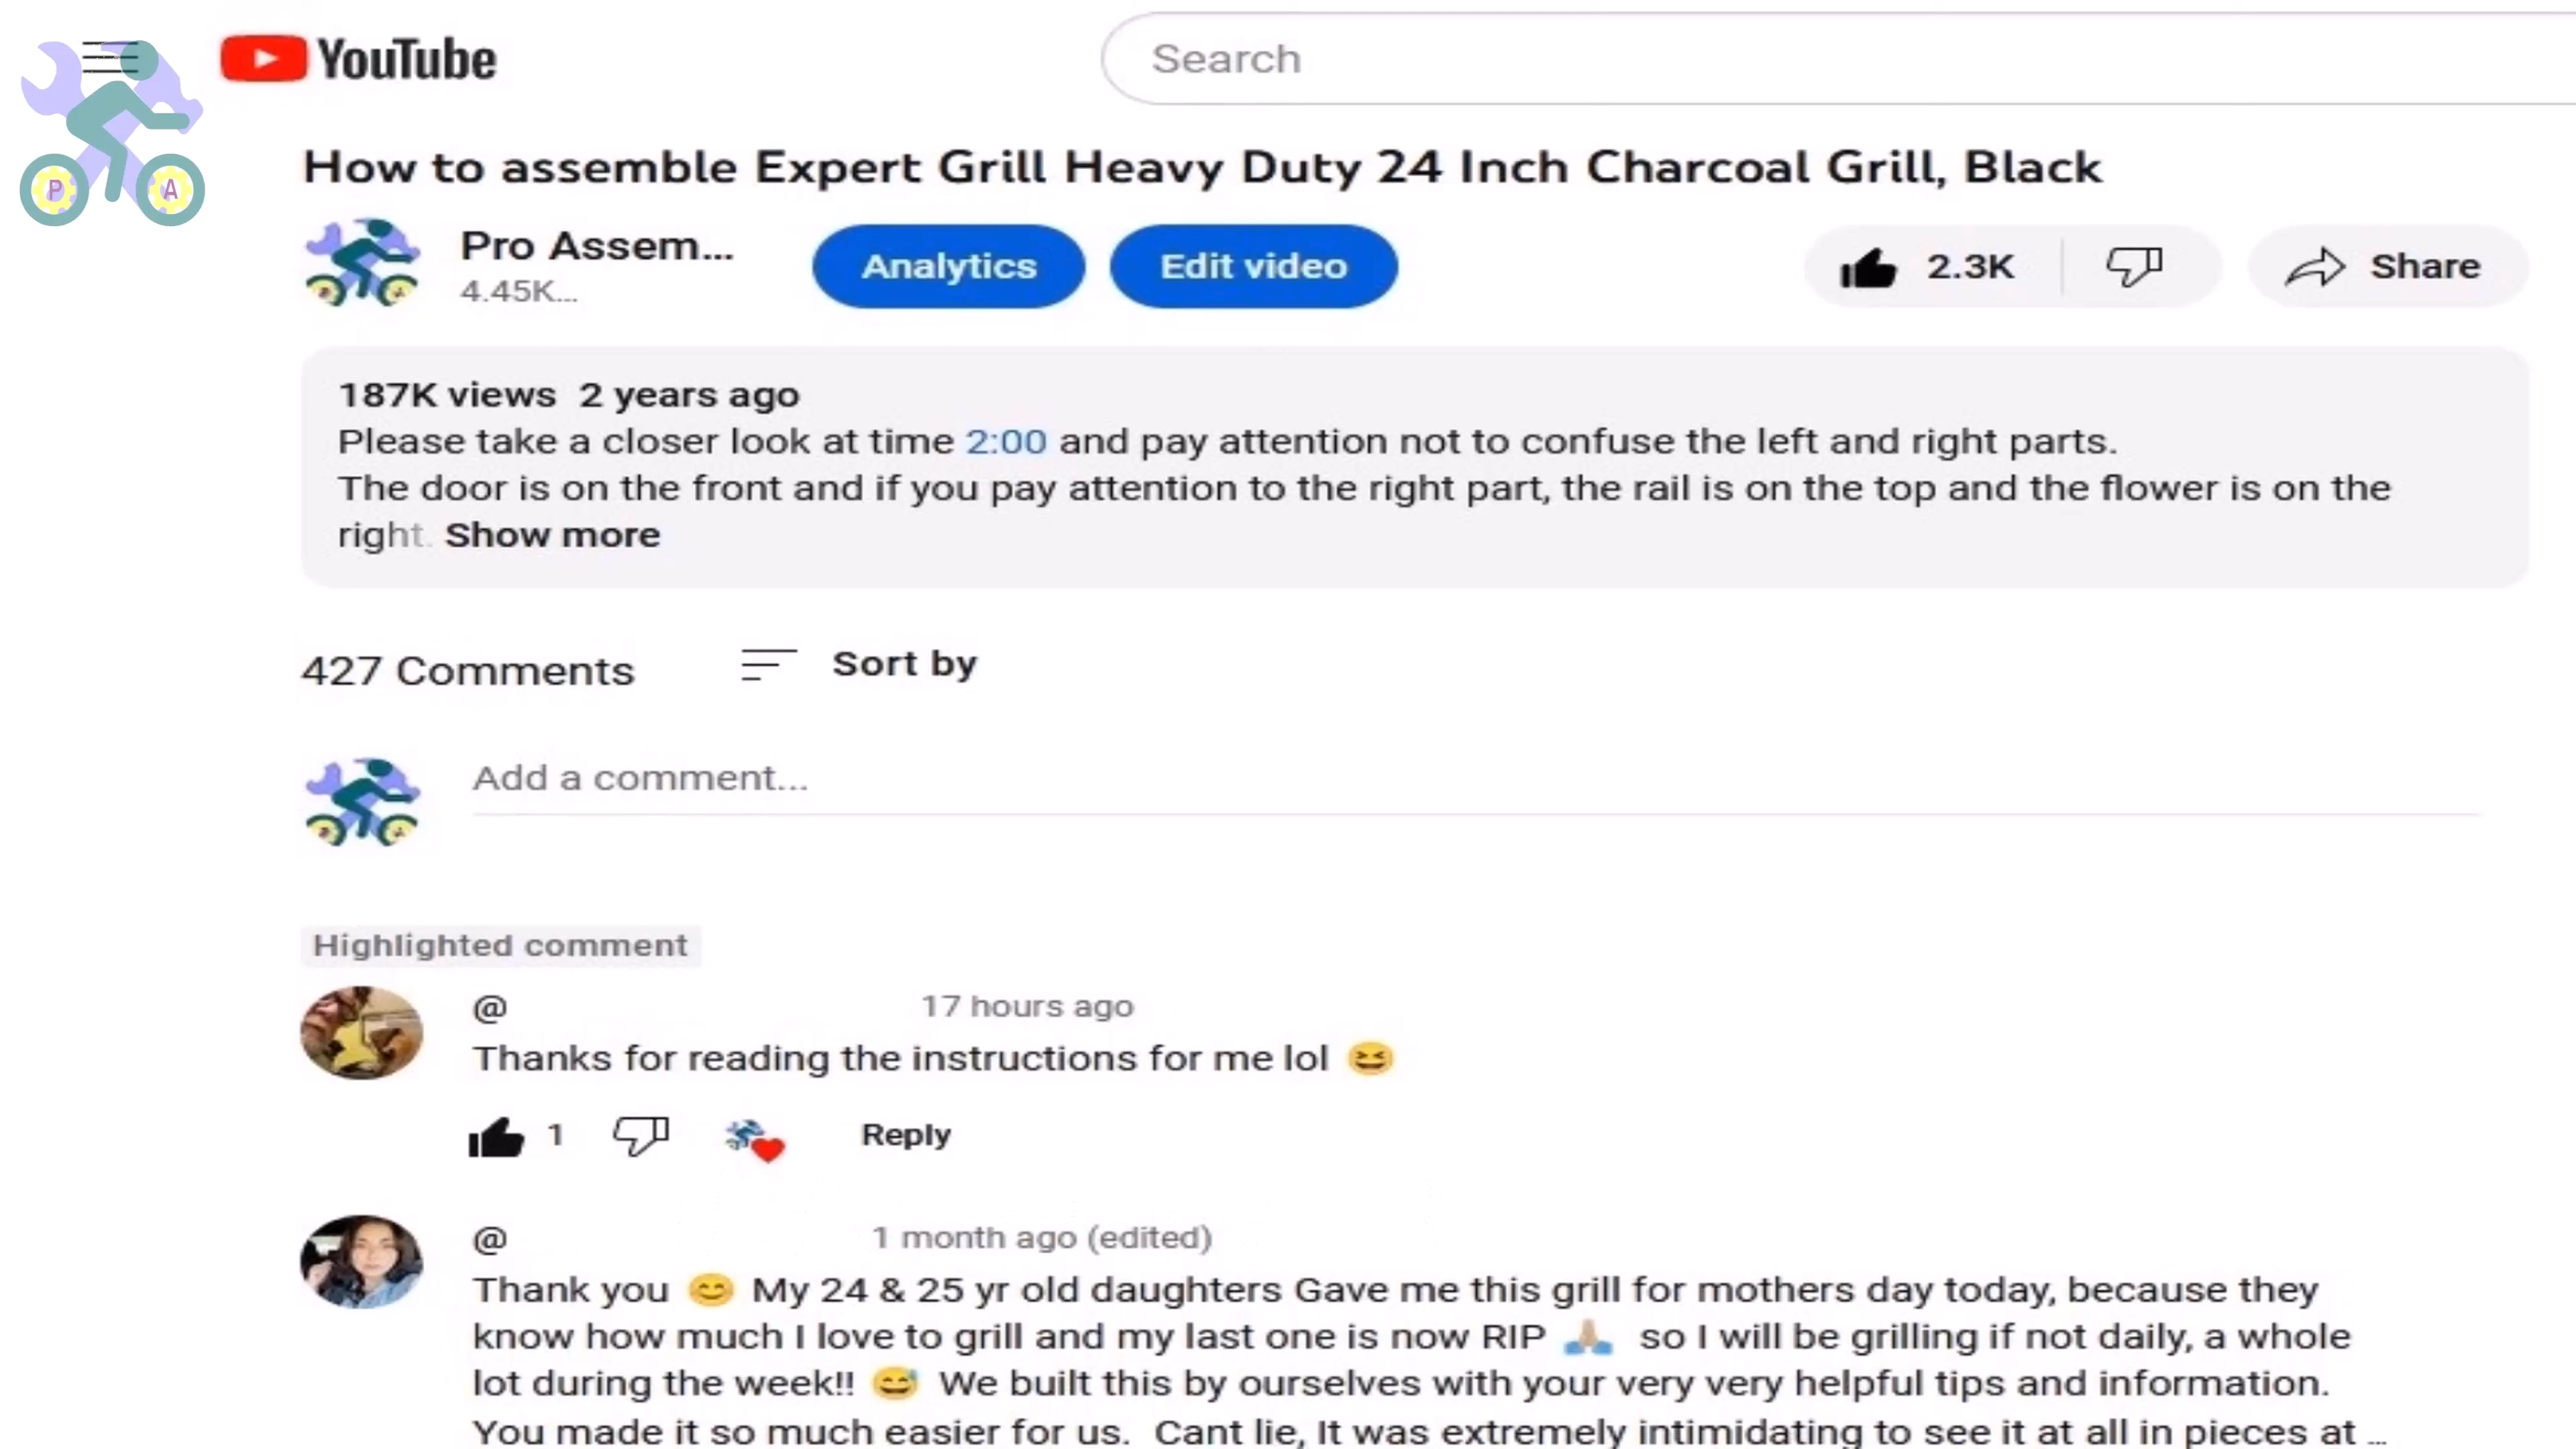 YouTube
Search
How to assemble Expert Grill Heavy Duty 24 Inch Charcoal Grill, Black
Pro Assem...
4.45K...
Analytics
Edit video
2.3K
Share
187K views 2 years ago
Please take a closer look at time 2:00 and pay attention not to confuse the left and right parts.
The door is on the front and if you pay attention to the right part, the rail is on the top and the flower is on the
right. Show more
427 Comments
Sort by
Add a comment...
Highlighted comment
@ 17 hours ago
Thanks for reading the instructions for me lol 😆
1
Reply
@ 1 month ago (edited)
Thank you 😊 My 24 & 25 yr old daughters Gave me this grill for mothers day today, because they
know how much I love to grill and my last one is now RIP 🙏🏼 so I will be grilling if not daily, a whole
lot during the week!! 😅 We built this by ourselves with your very very helpful tips and information.
You made it so much easier for us. Cant lie, It was extremely intimidating to see it at all in pieces at ...
P A